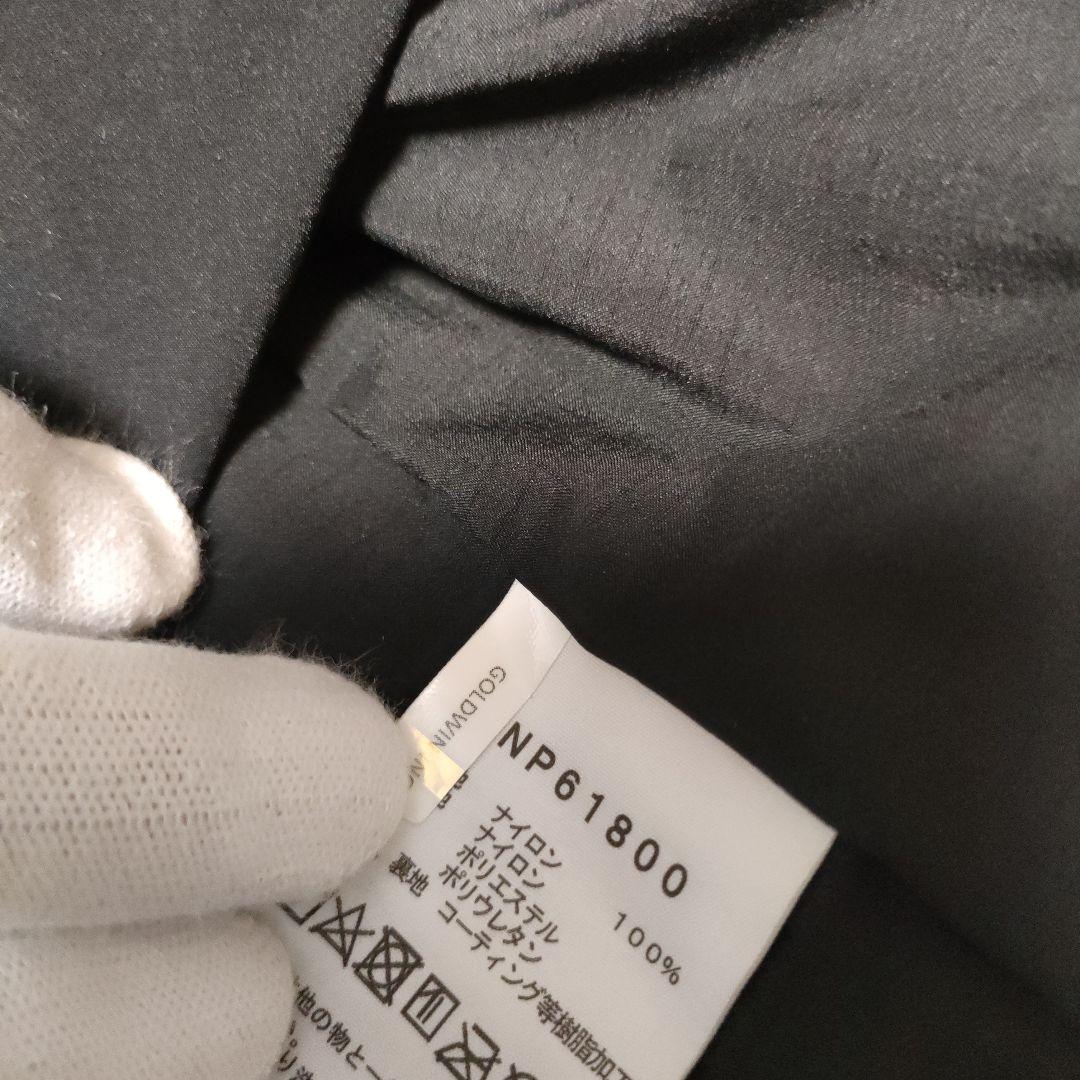 GOLDWIN INC
NP61800
ナイロン 100%
ナイロン
ポリエステル
裏地 ポリウレタン
コーティング等樹脂加工
他の物と一